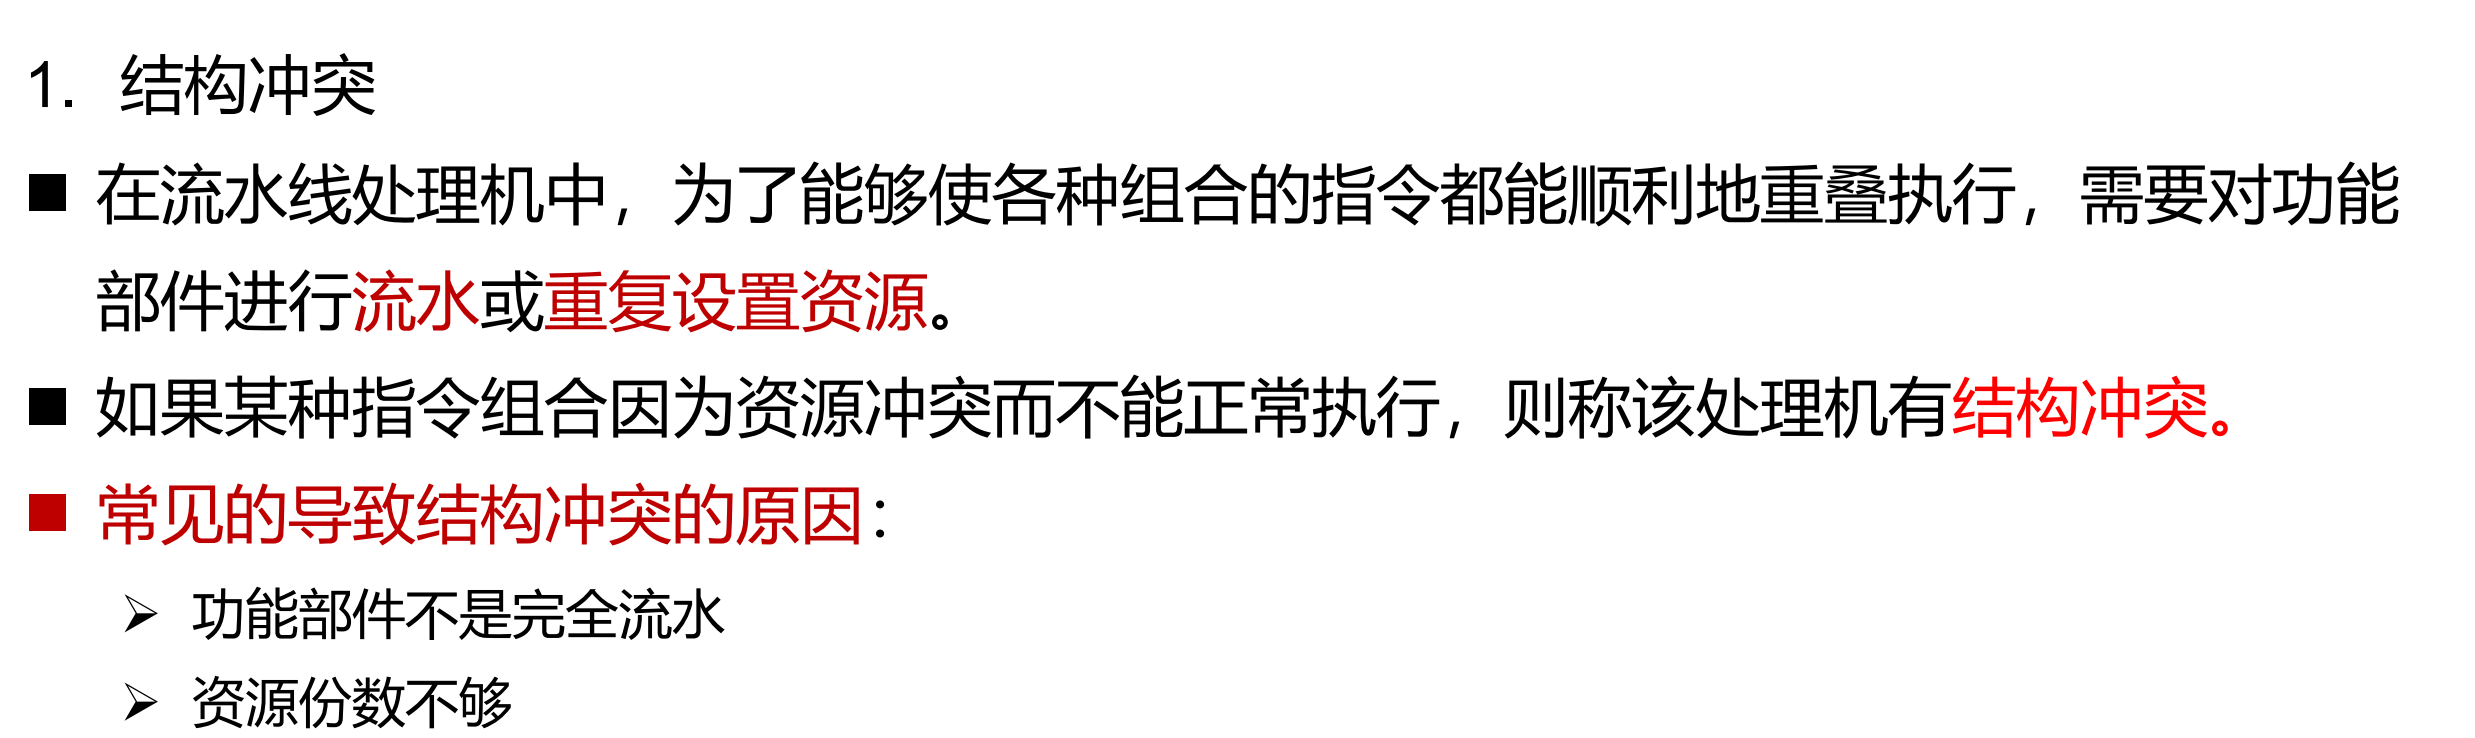 1. 结构冲突
■ 在流水线处理机中，为了能够使各种组合的指令都能顺利地重叠执行，需要对功能
部件进行流水或重复设置资源。
■ 如果某种指令组合因为资源冲突而不能正常执行，则称该处理机有结构冲突。
■ 常见的导致结构冲突的原因：
➢ 功能部件不是完全流水
➢ 资源份数不够